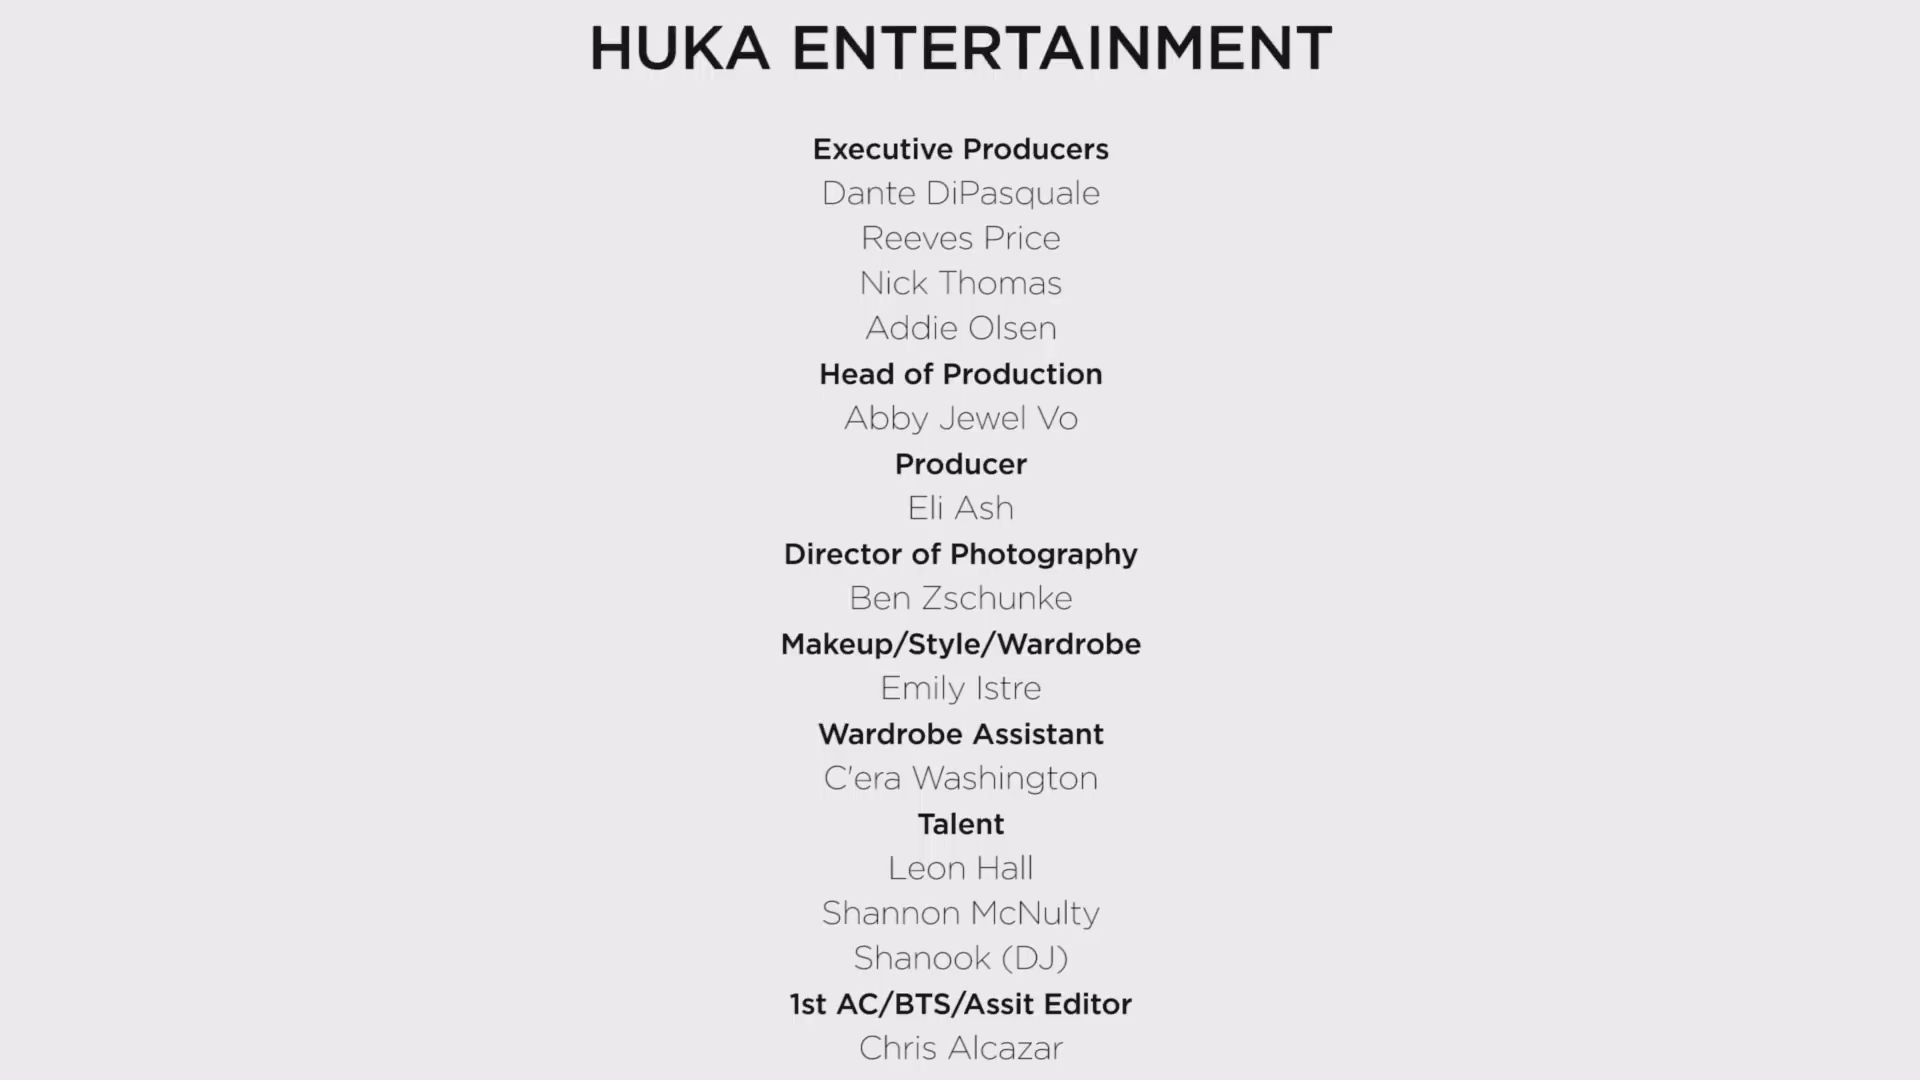 HUKA ENTERTAINMENT
Executive Producers
Dante DiPasquale
Reeves Price
Nick Thomas
Addie Olsen
Head of Production
Abby Jewel Vo
Producer
Eli Ash
Director of Photography
Ben Zschunke
Makeup/Style/Wardrobe
Emily Istre
Wardrobe Assistant
C'era Washington
Talent
Leon Hall
Shannon McNulty
Shanook (DJ)
1st AC/BTS/Assit Editor
Chris Alcazar